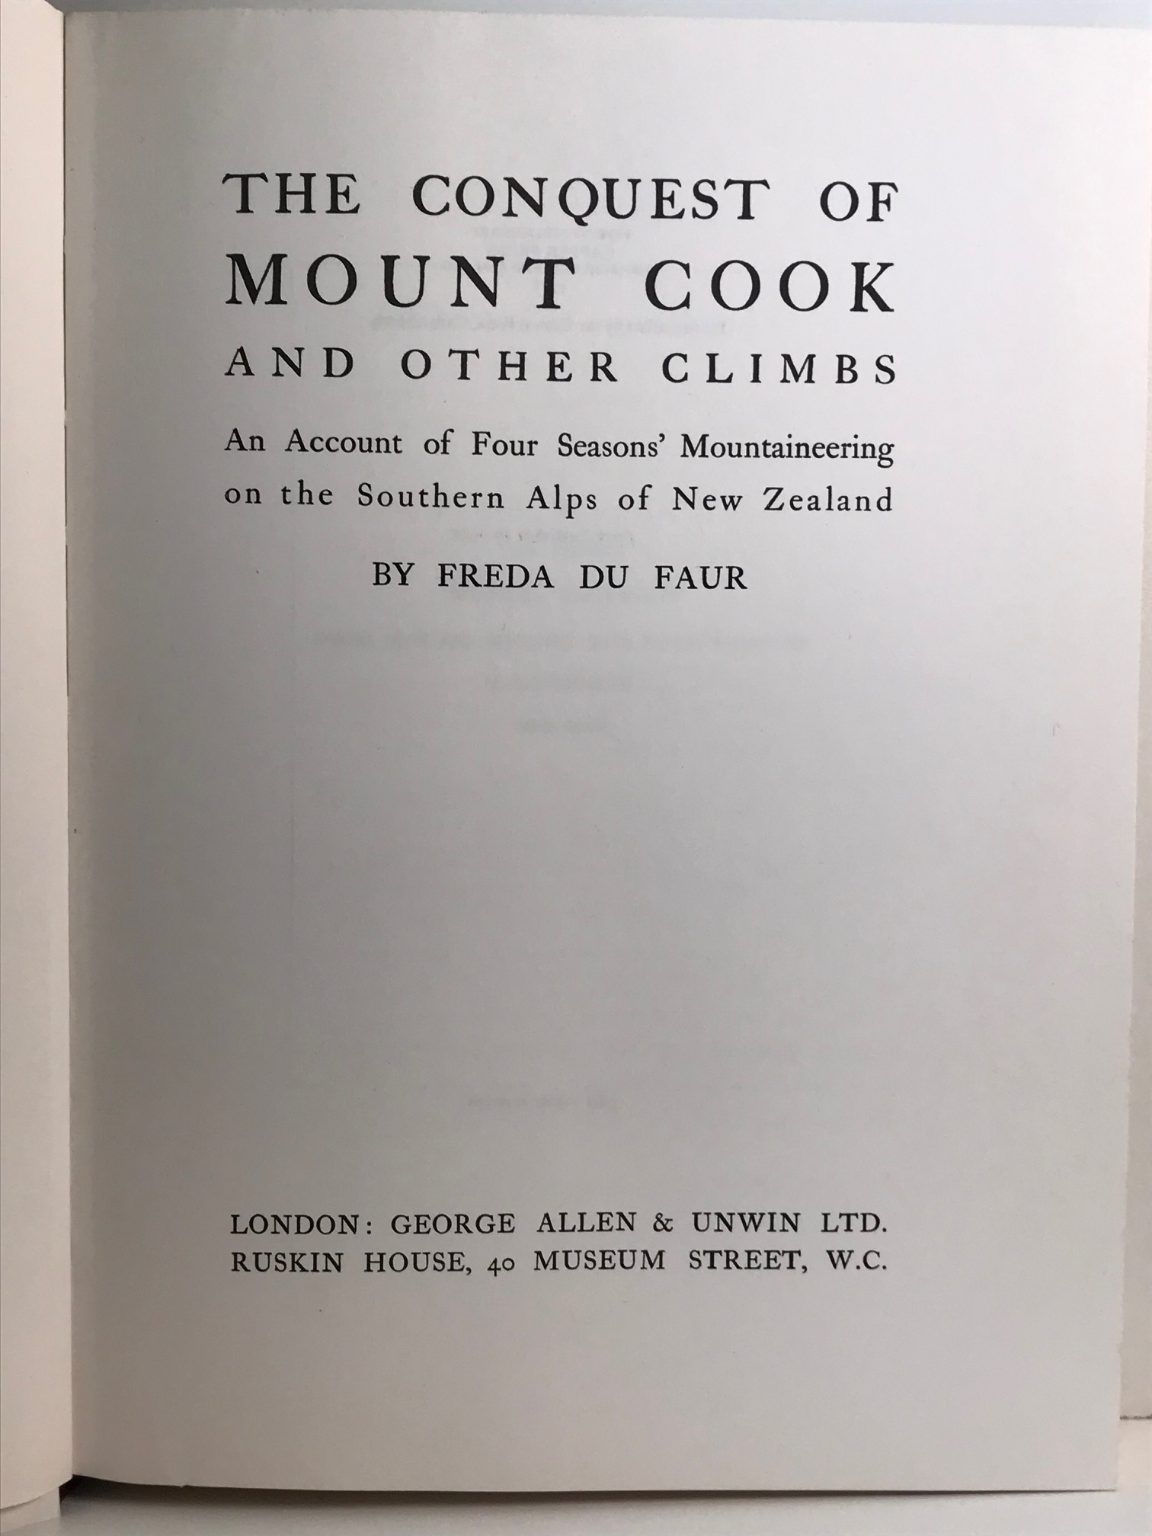 THE CONQUEST OF
MOUNT COOK
AND OTHER CLIMBS
An Account of Four Seasons' Mountaineering
on the Southern Alps of New Zealand
BY FREDA DU FAUR
LONDON: GEORGE ALLEN & UNWIN LTD.
RUSKIN HOUSE, 40 MUSEUM STREET, W.C.